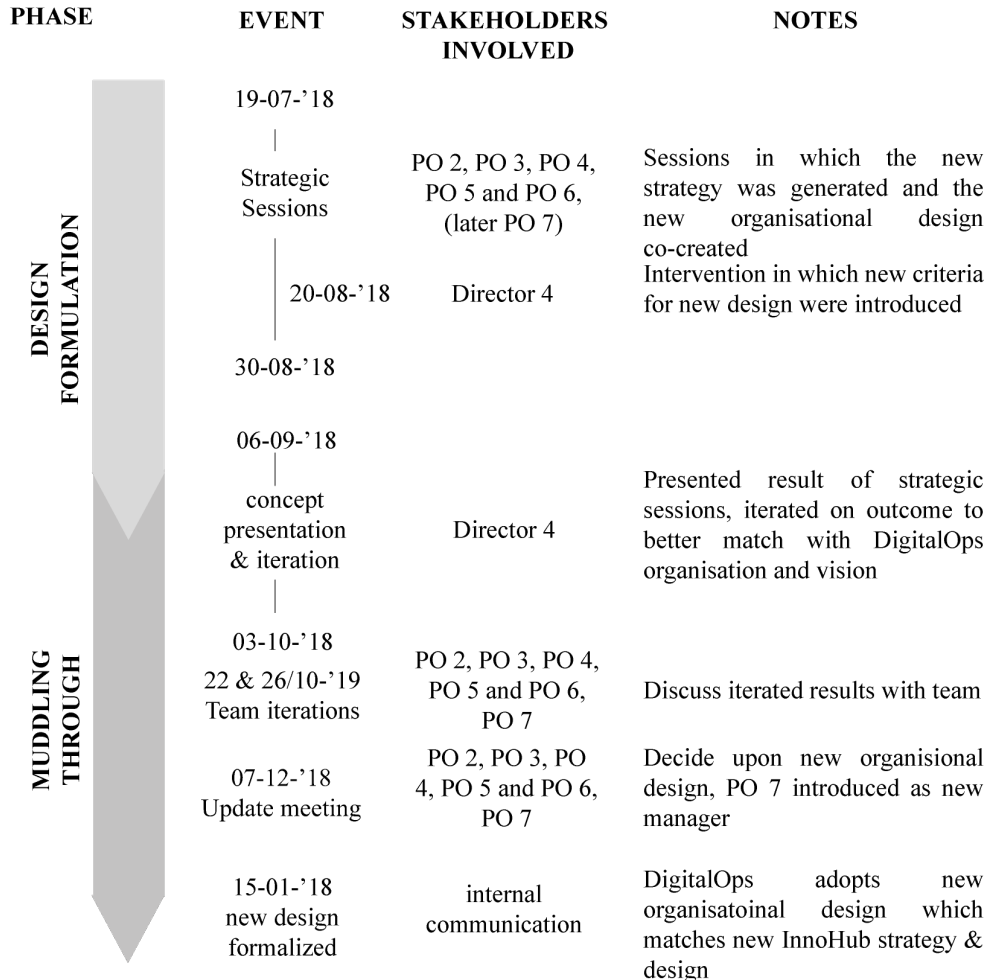 PHASE
EVENT
STAKEHOLDERS
INVOLVED
NOTES
DESIGN
FORMULATION
19-07-’18
Strategic
Sessions
PO 2, PO 3, PO 4,
PO 5 and PO 6,
(later PO 7)
Sessions in which the new
strategy was generated and the
new organisational design
co-created
20-08-’18
Director 4
Intervention in which new criteria
for new design were introduced
30-08-’18
06-09-’18
concept
presentation
& iteration
Director 4
Presented result of strategic
sessions, iterated on outcome to
better match with DigitalOps
organisation and vision
03-10-’18
MUDDLING
THROUGH
22 & 26/10-’19
Team iterations
PO 2, PO 3, PO 4,
PO 5 and PO 6,
PO 7
Discuss iterated results with team
07-12-’18
Update meeting
PO 2, PO 3, PO
4, PO 5 and PO 6,
PO 7
Decide upon new organisional
design, PO 7 introduced as new
manager
15-01-’18
new design
formalized
internal
communication
DigitalOps adopts new
organisatoinal design which
matches new InnoHub strategy &
design